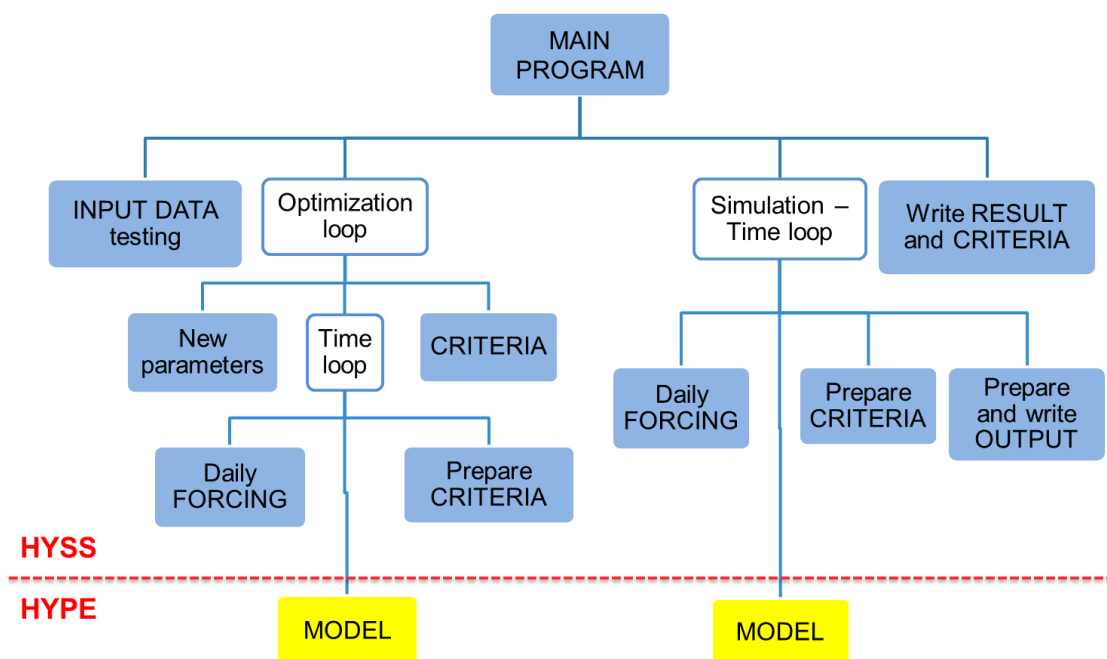 MAIN
PROGRAM
INPUT DATA
testing
Optimization
loop
Simulation –
Time loop
Write RESULT
and CRITERIA
New
parameters
Time
loop
CRITERIA
Daily
FORCING
Prepare
CRITERIA
Prepare
and write
OUTPUT
Daily
FORCING
Prepare
CRITERIA
HYSS
HYPE
MODEL
MODEL